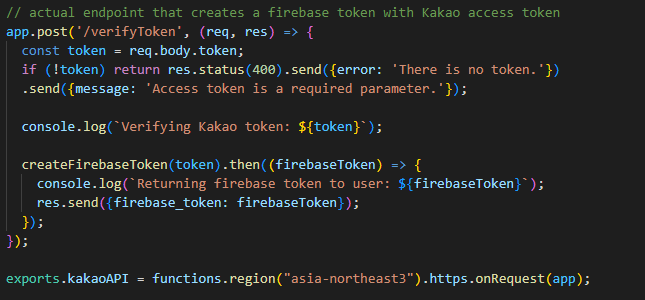 // actual endpoint that creates a firebase token with Kakao access token
app.post('/verifyToken', (req, res) => {
  const token = req.body.token;
  if (!token) return res.status(400).send({error: 'There is no token.'})
  .send({message: 'Access token is a required parameter.'});

  console.log(`Verifying Kakao token: ${token}`);

  createFirebaseToken(token).then((firebaseToken) => {
    console.log(`Returning firebase token to user: ${firebaseToken}`);
    res.send({firebase_token: firebaseToken});
  });
});

exports.kakaoAPI = functions.region("asia-northeast3").https.onRequest(app);